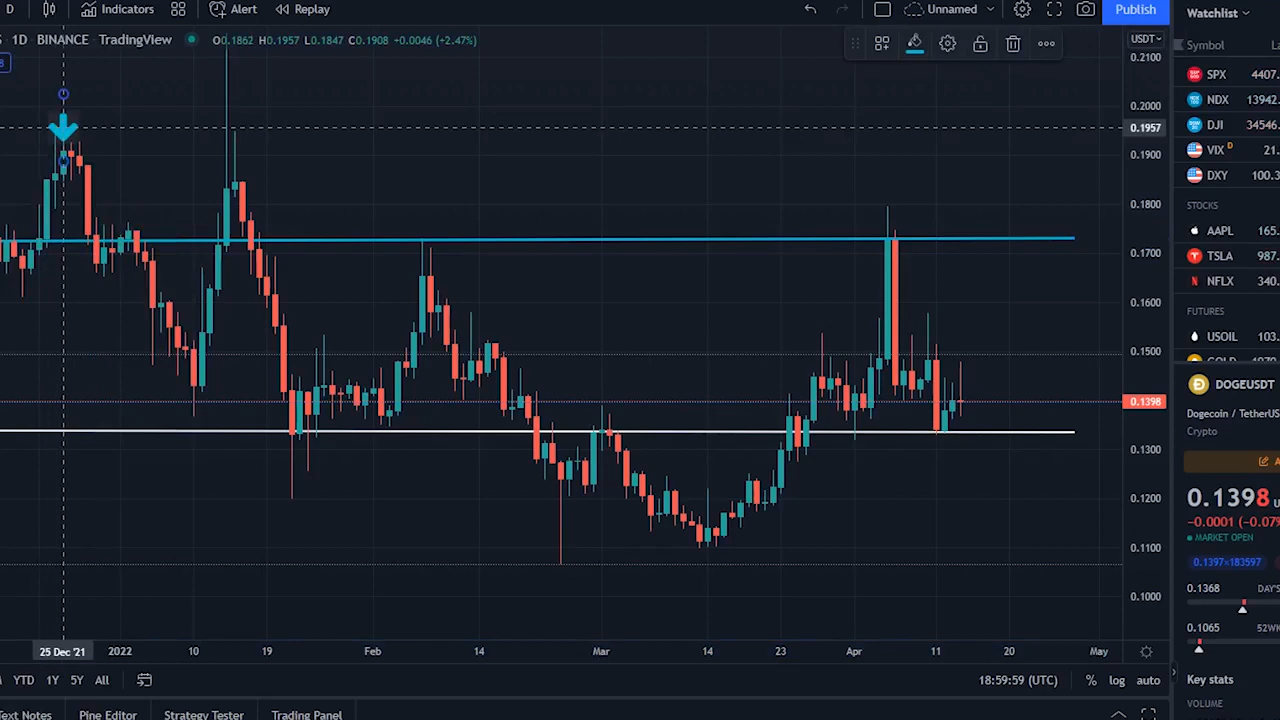 D Indicators Alert Replay Unnamed Publish
1D BINANCE TradingView O0.1862 H0.1957 L0.1847 C0.1908 +0.0046 (+2.47%)
USDT
0.2100
0.2000
0.1957
0.1900
0.1800
0.1700
0.1600
0.1500
0.1398
0.1300
0.1200
0.1100
0.1000
25 Dec '21 2022 10 19 Feb 14 Mar 14 23 Apr 11 20 May
YTD 1Y 5Y All 18:59:59 (UTC) % log auto
Text Notes Pine Editor Strategy Tester Trading Panel
Watchlist
Symbol
SPX 4407.
NDX 13942.
DJI 34546.
VIX D 21.
DXY 100.3
STOCKS
AAPL 165.
TSLA 987.
NFLX 340.
FUTURES
USOIL 103.
DOGEUSDT
Dogecoin / TetherUS
Crypto
0.1398
−0.0001 (−0.07%
MARKET OPEN
0.1397×183597
0.1368 DAY'S
0.1065 52WK
Key stats
VOLUME